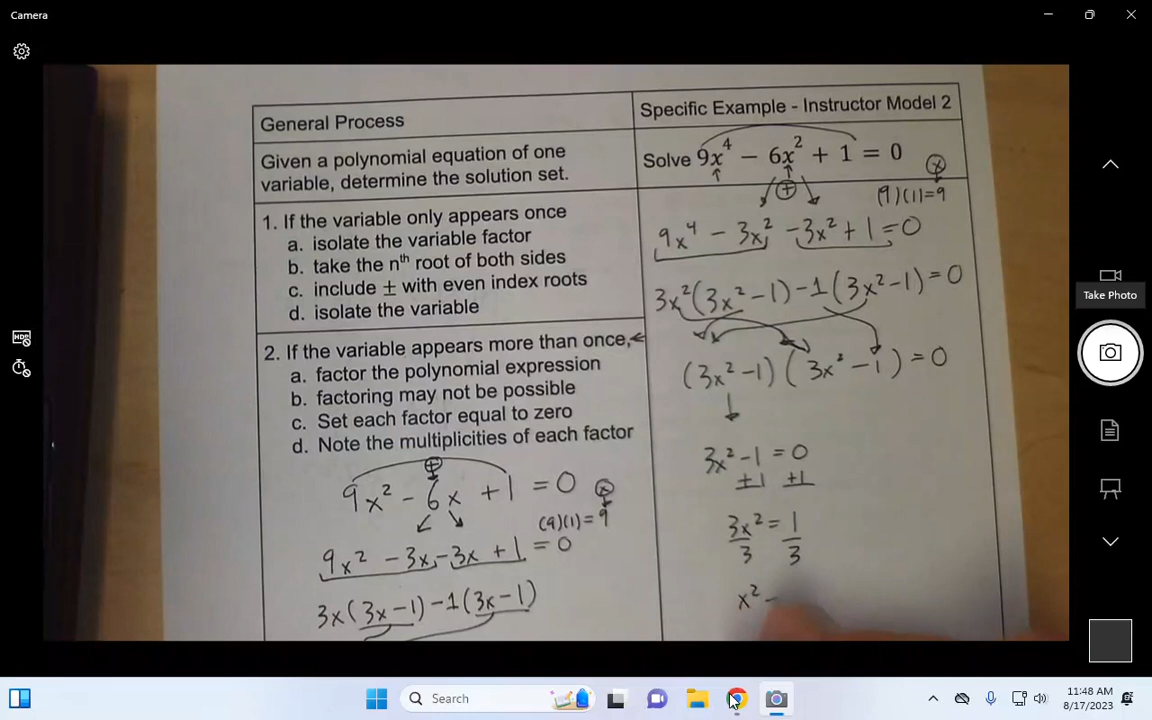 Camera
General Process
Given a polynomial equation of one
variable, determine the solution set.
1. If the variable only appears once
a. isolate the variable factor
b. take the nth root of both sides
c. include ± with even index roots
d. isolate the variable
2. If the variable appears more than once,
a. factor the polynomial expression
b. factoring may not be possible
c. Set each factor equal to zero
d. Note the multiplicities of each factor
9x² - 6x + 1 = 0
(9)(1) = 9
9x² - 3x - 3x + 1 = 0
3x(3x - 1) - 1(3x - 1)
Specific Example - Instructor Model 2
Solve 9x⁴ − 6x² + 1 = 0
(9)(1) = 9
9x⁴ - 3x² - 3x² + 1 = 0
3x²(3x² - 1) - 1(3x² - 1) = 0
(3x² - 1)(3x² - 1) = 0
3x² - 1 = 0
+1 +1
3x² = 1
3 3
x²
Take Photo
Search
11:48 AM
8/17/2023